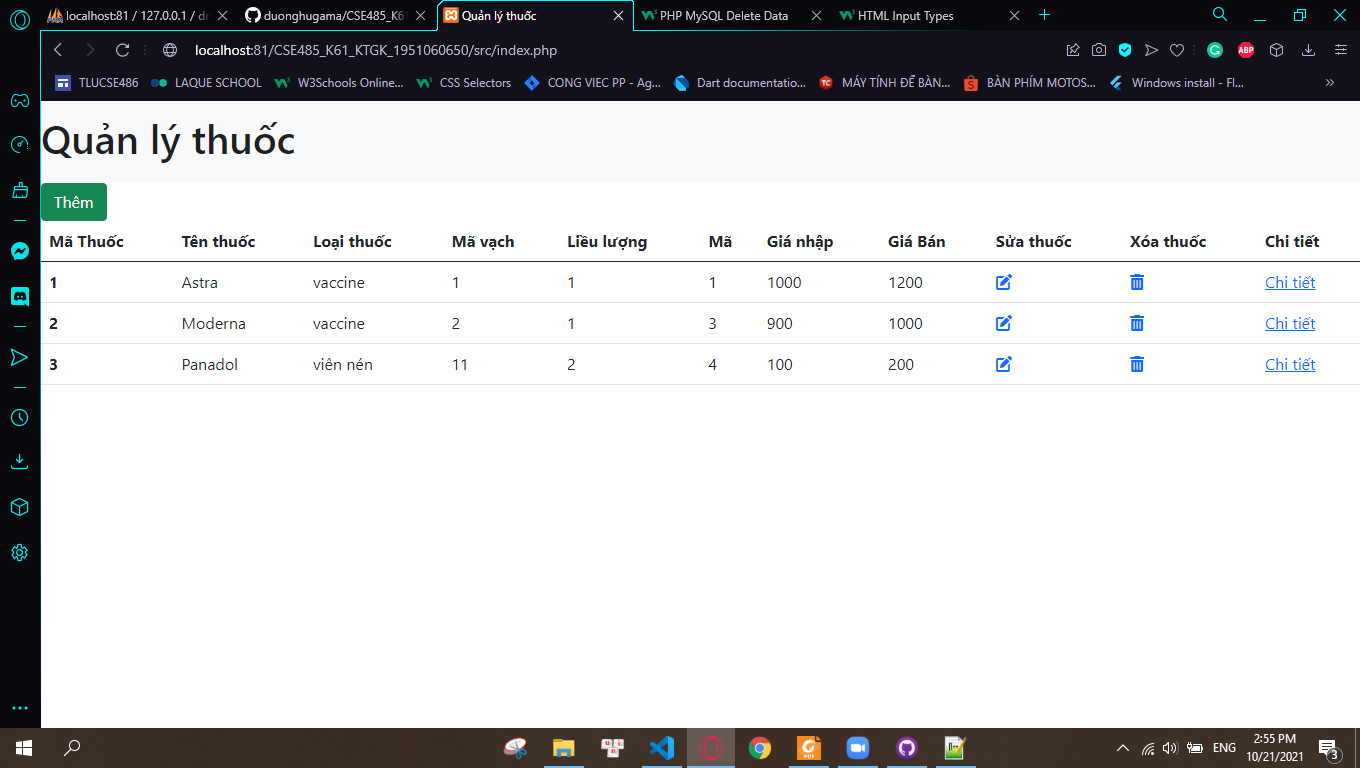 localhost:81 / 127.0.0.1 / dr
duonghugama/CSE485_K61
Quản lý thuốc
PHP MySQL Delete Data
HTML Input Types
localhost:81/CSE485_K61_KTGK_1951060650/src/index.php
ABP
TLUCSE486
LAQUE SCHOOL
W3Schools Online...
CSS Selectors
CONG VIEC PP - Ag...
Dart documentatio...
TC
MÁY TÍNH ĐỂ BÀN...
BÀN PHÍM MOTOS...
Windows install - Fl...
Quản lý thuốc
Thêm
Mã Thuốc Tên thuốc Loại thuốc Mã vạch Liều lượng Mã Giá nhập Giá Bán Sửa thuốc Xóa thuốc Chi tiết
1 Astra vaccine 1 1 1 1000 1200 Chi tiết
2 Moderna vaccine 2 1 3 900 1000 Chi tiết
3 Panadol viên nén 11 2 4 100 200 Chi tiết
ENG
2:55 PM
10/21/2021
3